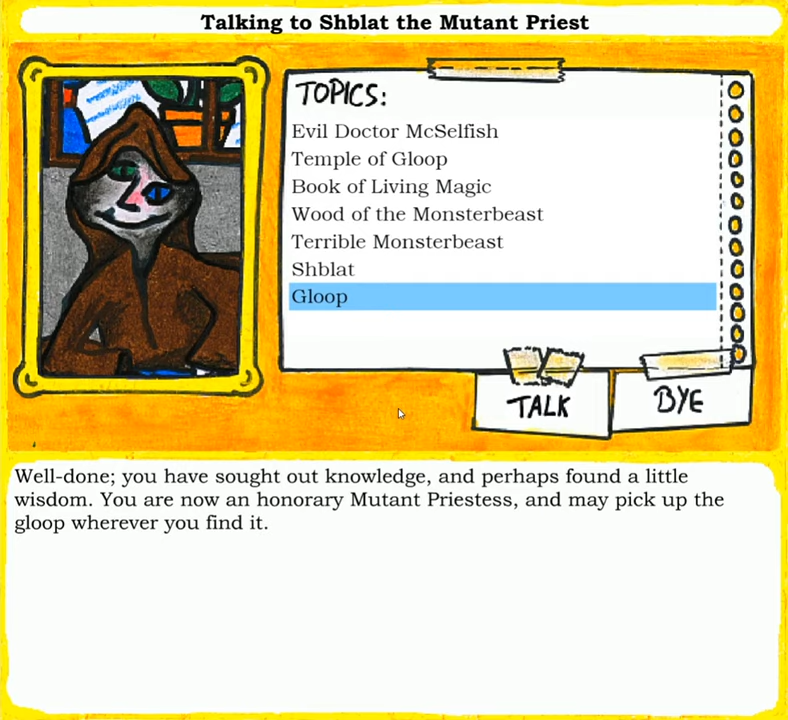 Talking to Shblat the Mutant Priest
TOPICS:
Evil Doctor McSelfish
Temple of Gloop
Book of Living Magic
Wood of the Monsterbeast
Terrible Monsterbeast
Shblat
Gloop
TALK
BYE
Well-done; you have sought out knowledge, and perhaps found a little
wisdom. You are now an honorary Mutant Priestess, and may pick up the
gloop wherever you find it.